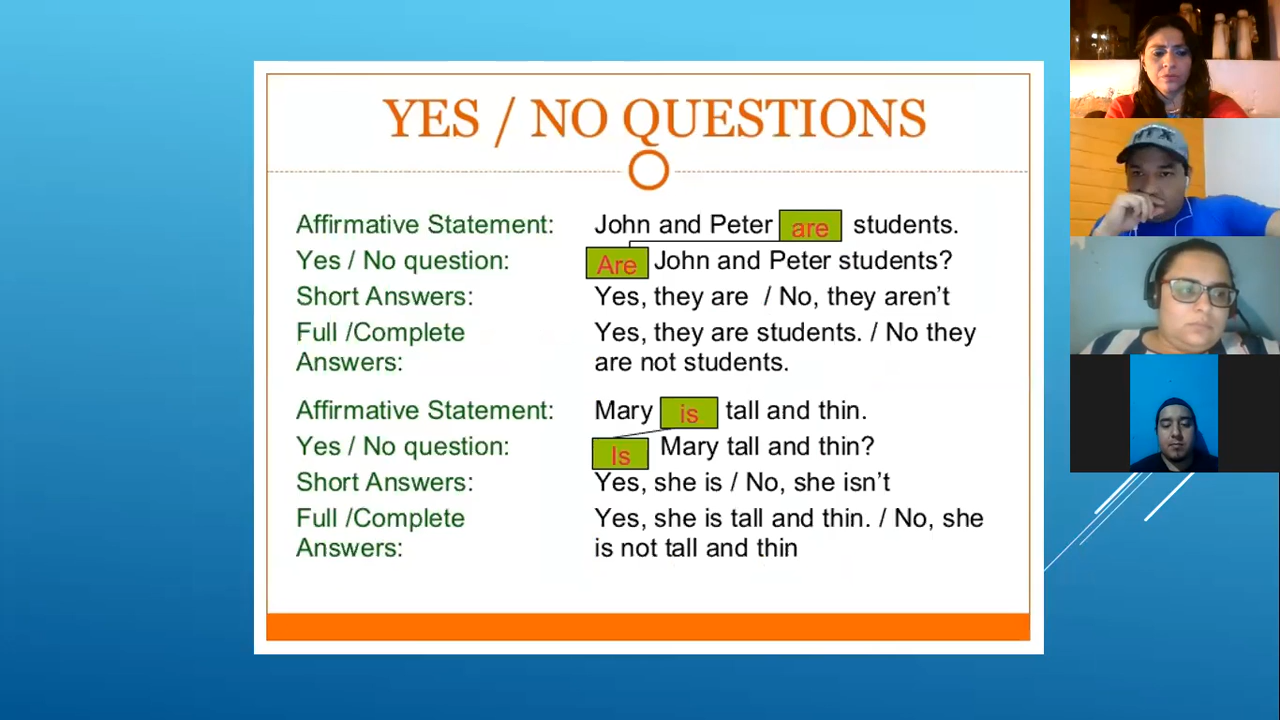 YES / NO QUESTIONS
Affirmative Statement: John and Peter are students.
Yes / No question: Are John and Peter students?
Short Answers: Yes, they are / No, they aren't
Full /Complete Yes, they are students. / No they
Answers: are not students.
Affirmative Statement: Mary is tall and thin.
Yes / No question: Is Mary tall and thin?
Short Answers: Yes, she is / No, she isn't
Full /Complete Yes, she is tall and thin. / No, she
Answers: is not tall and thin